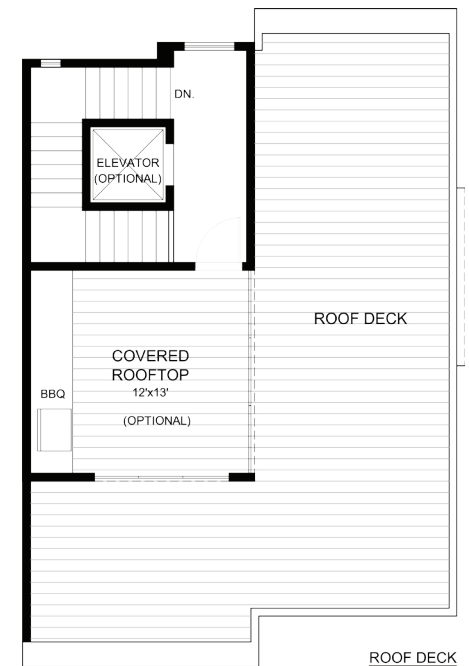 DN.
ELEVATOR
(OPTIONAL)
ROOF DECK
COVERED
ROOFTOP
12'x13'
BBQ
(OPTIONAL)
ROOF DECK